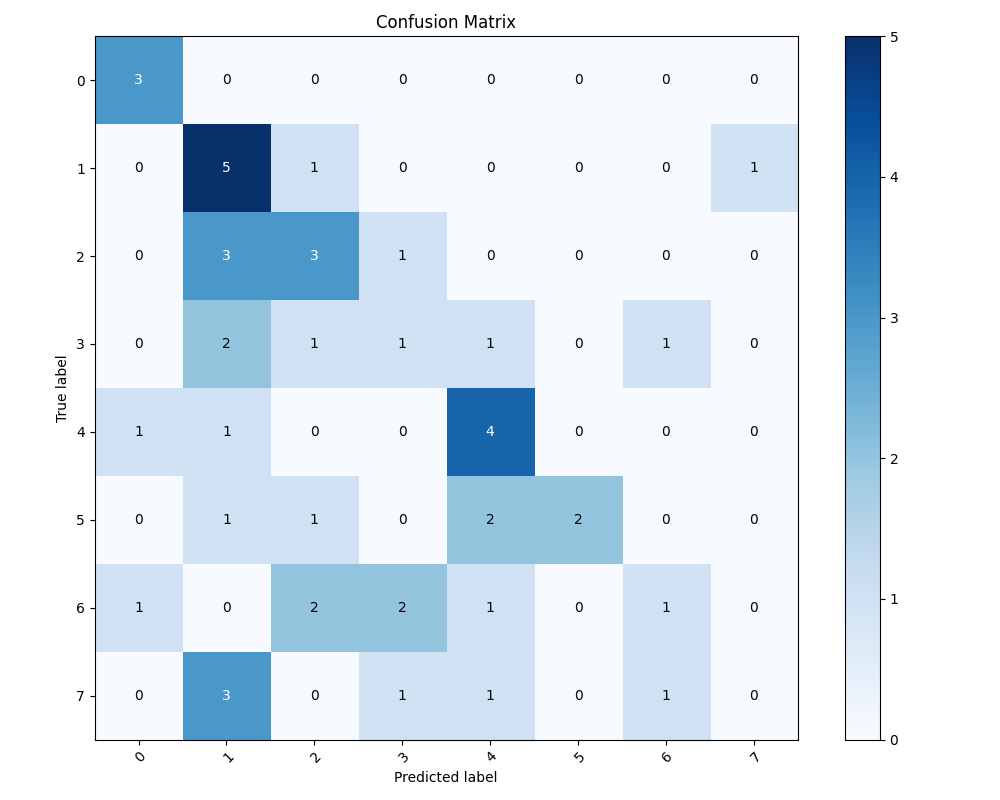 Confusion Matrix
0 3 0 0 0 0 0 0 0
1 0 5 1 0 0 0 0 1
2 0 3 3 1 0 0 0 0
3 0 2 1 1 1 0 1 0
4 1 1 0 0 4 0 0 0
5 0 1 1 0 2 2 0 0
6 1 0 2 2 1 0 1 0
7 0 3 0 1 1 0 1 0
0 1 2 3 4 5 6 7
True label
Predicted label
5
4
3
2
1
0